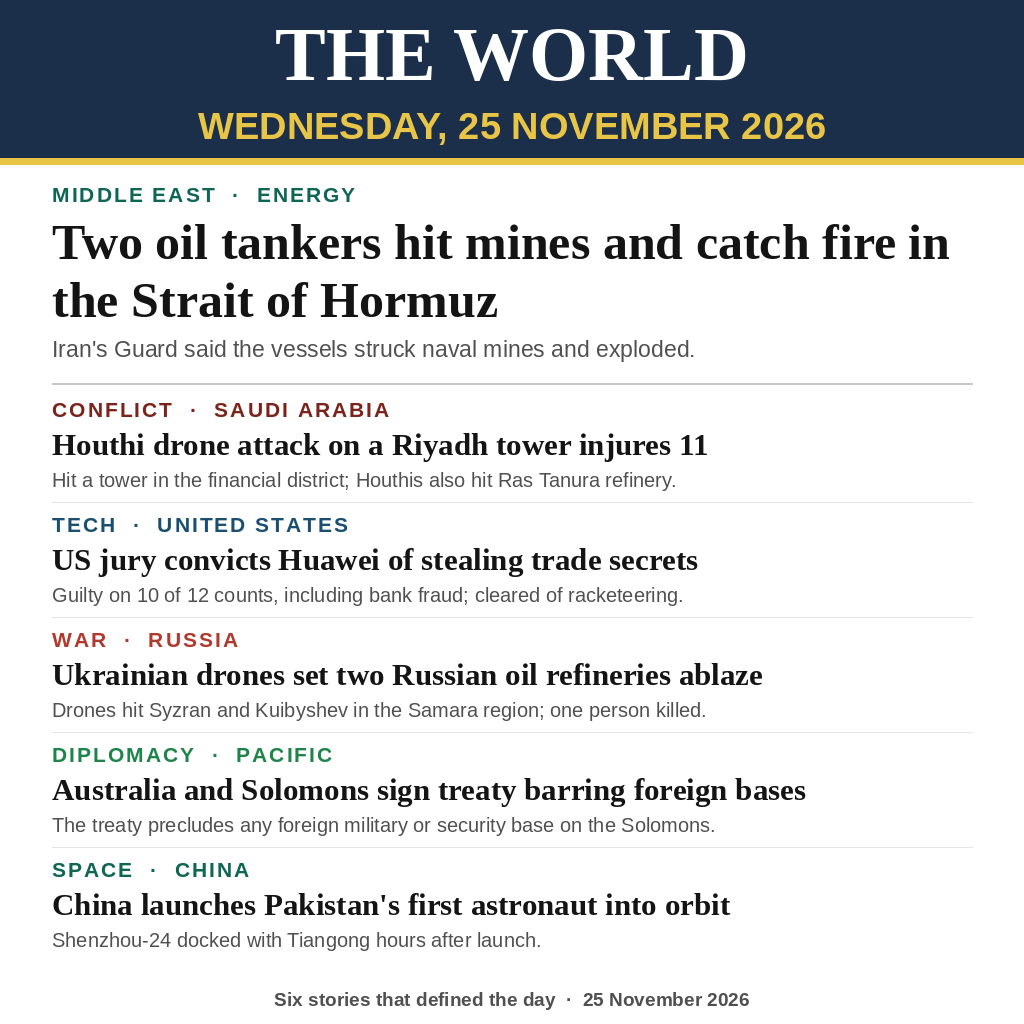 THE WORLD
WEDNESDAY, 25 NOVEMBER 2026
MIDDLE EAST · ENERGY
Two oil tankers hit mines and catch fire in
the Strait of Hormuz
Iran's Guard said the vessels struck naval mines and exploded.
CONFLICT · SAUDI ARABIA
Houthi drone attack on a Riyadh tower injures 11
Hit a tower in the financial district; Houthis also hit Ras Tanura refinery.
TECH · UNITED STATES
US jury convicts Huawei of stealing trade secrets
Guilty on 10 of 12 counts, including bank fraud; cleared of racketeering.
WAR · RUSSIA
Ukrainian drones set two Russian oil refineries ablaze
Drones hit Syzran and Kuibyshev in the Samara region; one person killed.
DIPLOMACY · PACIFIC
Australia and Solomons sign treaty barring foreign bases
The treaty precludes any foreign military or security base on the Solomons.
SPACE · CHINA
China launches Pakistan's first astronaut into orbit
Shenzhou-24 docked with Tiangong hours after launch.
Six stories that defined the day · 25 November 2026